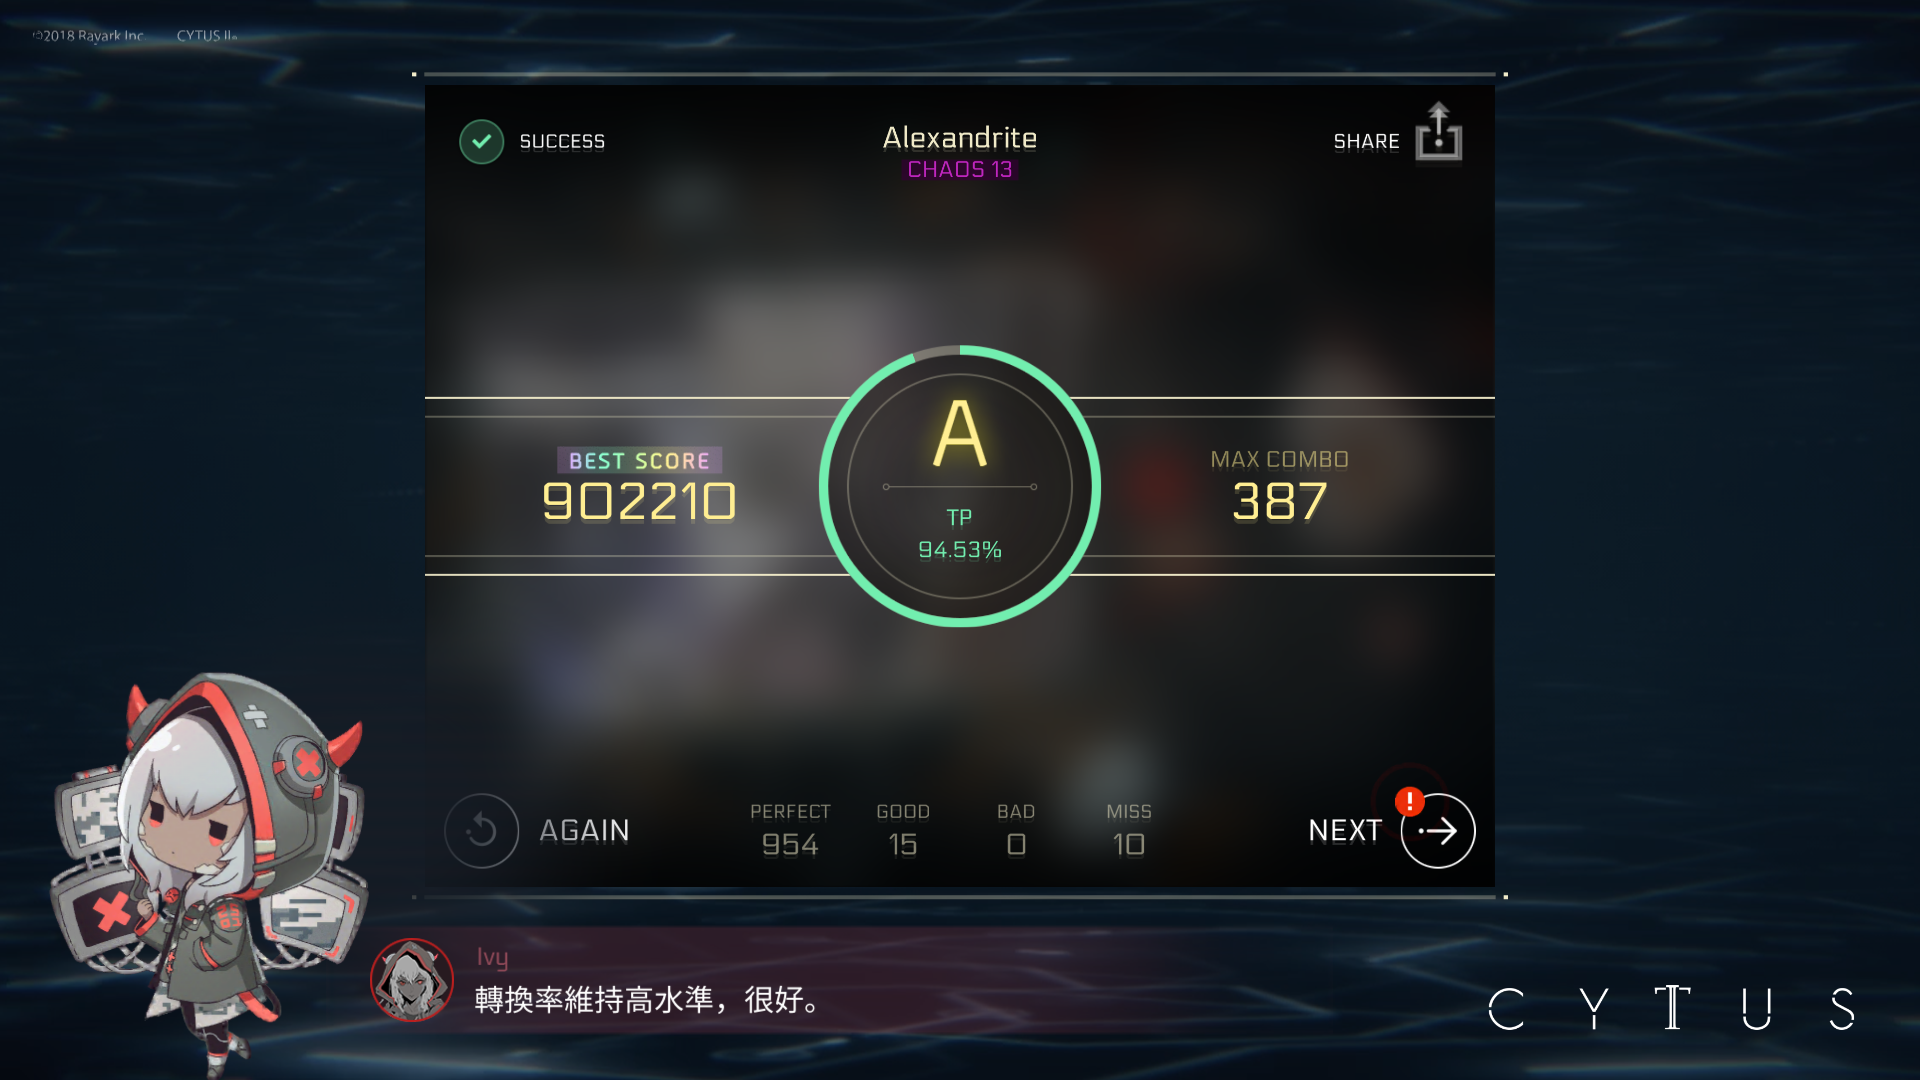 ©2018 Rayark Inc. CYTUS II
SUCCESS
Alexandrite
CHAOS 13
SHARE
BEST SCORE
902210
A
TP
94.53%
MAX COMBO
387
AGAIN
PERFECT
954
GOOD
15
BAD
0
MISS
10
NEXT
!
Ivy
轉換率維持高水準，很好。
CYTUS